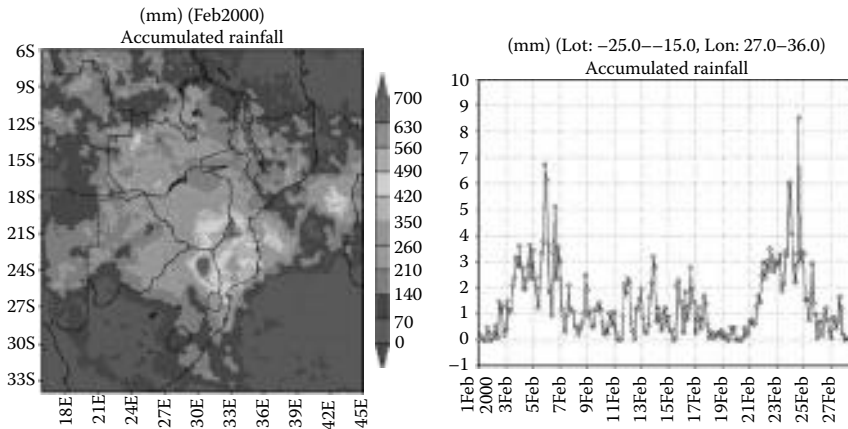 (mm) (Feb2000)
Accumulated rainfall
6S
9S
12S
15S
18S
21S
24S
27S
30S
33S
18E
21E
24E
27E
30E
33E
36E
39E
42E
45E
700
630
560
490
420
350
260
210
140
70
0
(mm) (Lot: –25.0––15.0, Lon: 27.0–36.0)
Accumulated rainfall
10
9
8
7
6
5
4
3
2
1
0
–1
1Feb
2000
3Feb
5Feb
7Feb
9Feb
11Feb
13Feb
15Feb
17Feb
19Feb
21Feb
23Feb
25Feb
27Feb